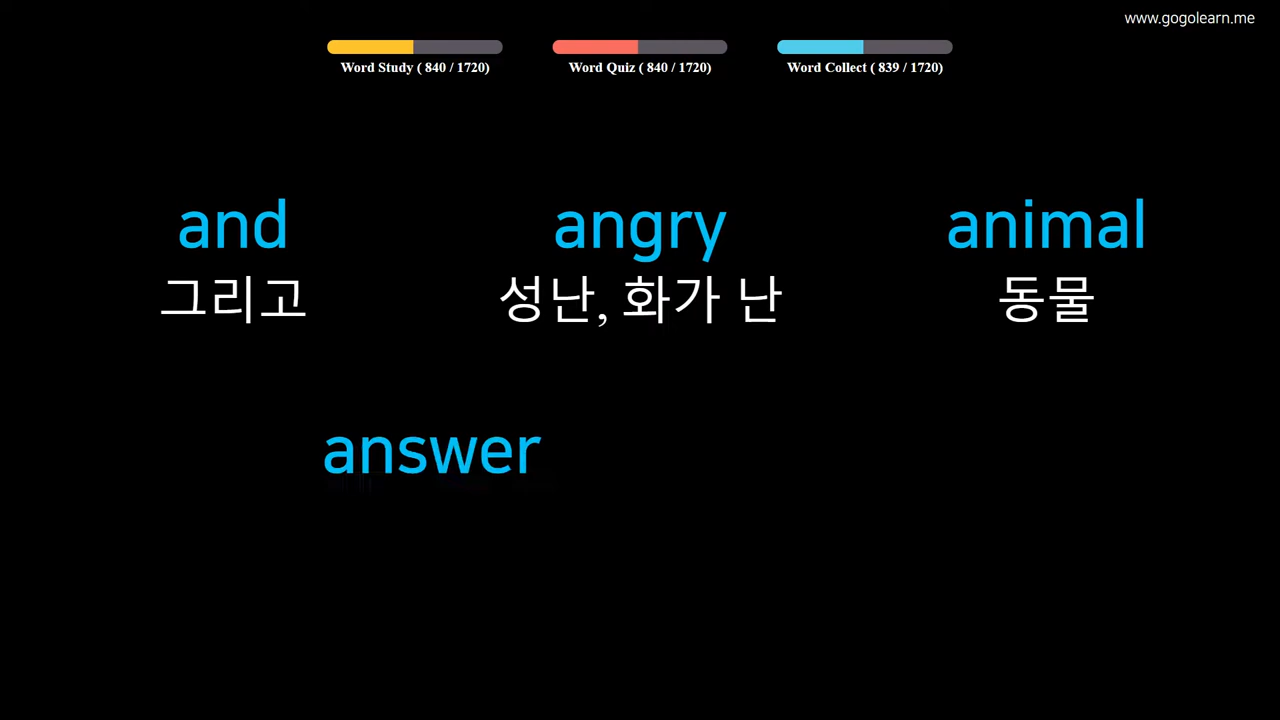 www.gogolearn.me
Word Study ( 840 / 1720)
Word Quiz ( 840 / 1720)
Word Collect ( 839 / 1720)
and
angry
animal
그리고
성난, 화가 난
동물
answer